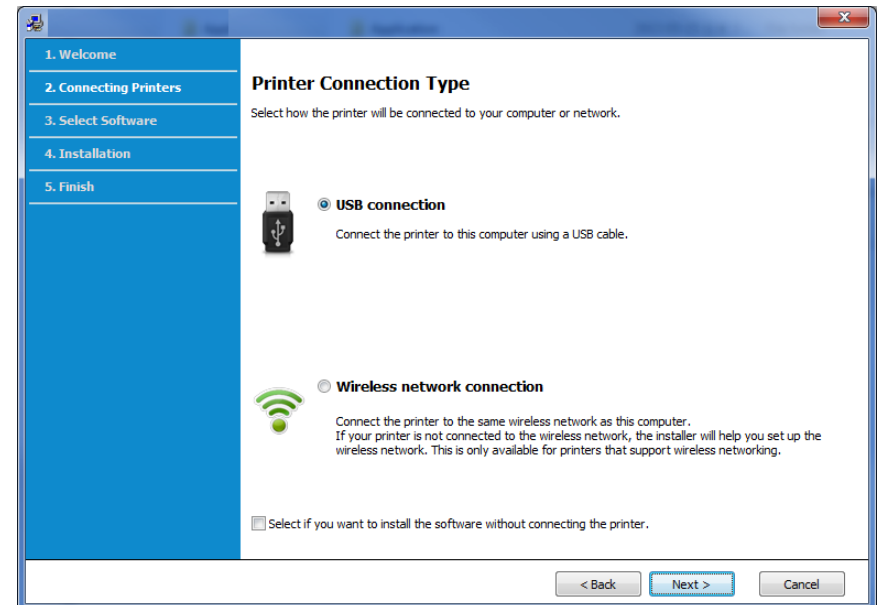 1. Welcome
2. Connecting Printers
3. Select Software
4. Installation
5. Finish
Printer Connection Type
Select how the printer will be connected to your computer or network.
USB connection
Connect the printer to this computer using a USB cable.
Wireless network connection
Connect the printer to the same wireless network as this computer.
If your printer is not connected to the wireless network, the installer will help you set up the
wireless network. This is only available for printers that support wireless networking.
Select if you want to install the software without connecting the printer.
< Back
Next >
Cancel